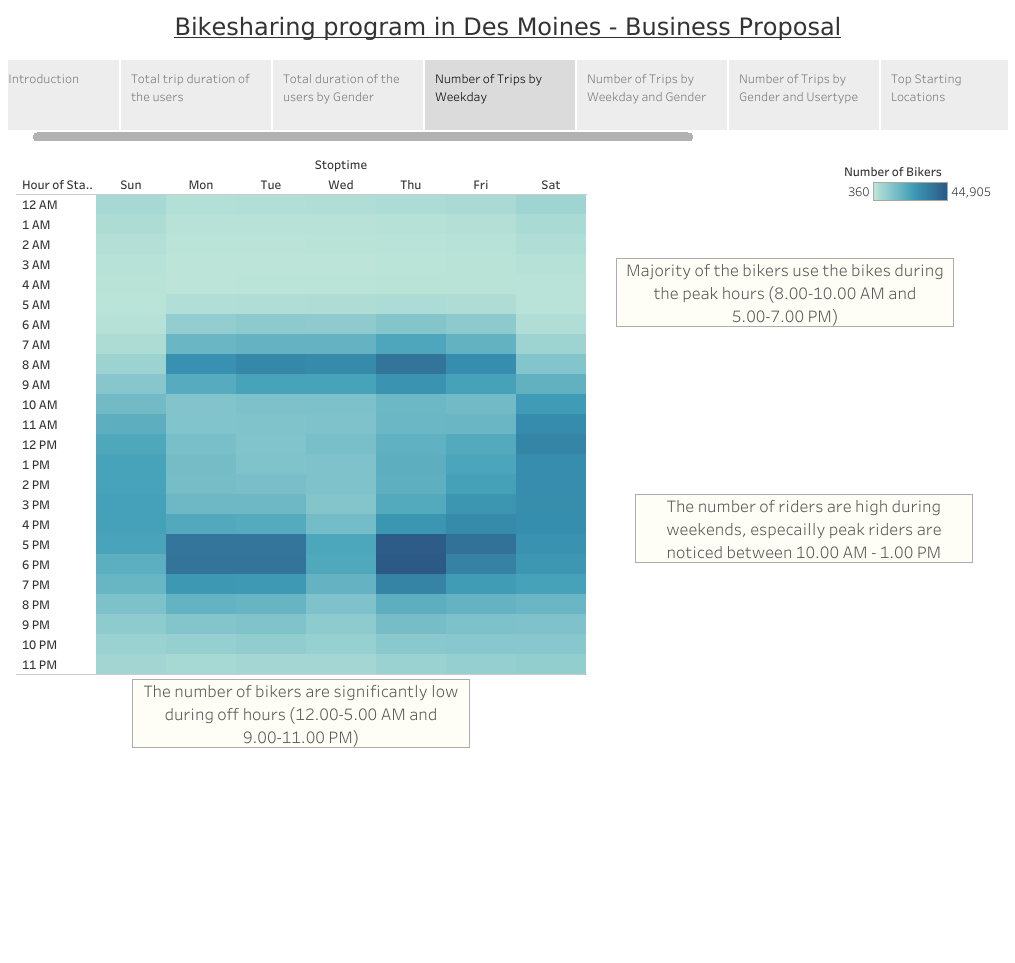 Bikesharing program in Des Moines - Business Proposal
Introduction
Total trip duration of
the users
Total duration of the
users by Gender
Number of Trips by
Weekday
Number of Trips by
Weekday and Gender
Number of Trips by
Gender and Usertype
Top Starting
Locations
Stoptime
Hour of Sta.. Sun Mon Tue Wed Thu Fri Sat
12 AM
1 AM
2 AM
3 AM
4 AM
5 AM
6 AM
7 AM
8 AM
9 AM
10 AM
11 AM
12 PM
1 PM
2 PM
3 PM
4 PM
5 PM
6 PM
7 PM
8 PM
9 PM
10 PM
11 PM
Number of Bikers
360 44,905
Majority of the bikers use the bikes during
the peak hours (8.00-10.00 AM and
5.00-7.00 PM)
The number of riders are high during
weekends, especailly peak riders are
noticed between 10.00 AM - 1.00 PM
The number of bikers are significantly low
during off hours (12.00-5.00 AM and
9.00-11.00 PM)